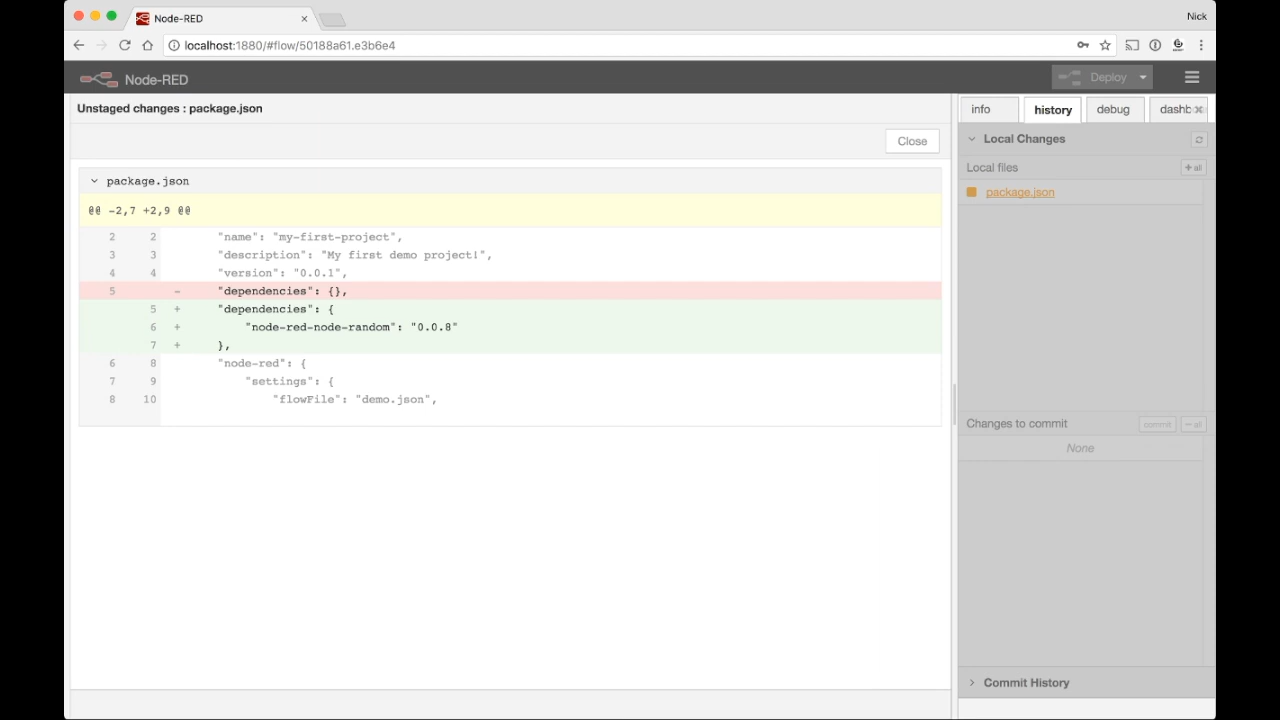 Node-RED
Nick
localhost:1880/#flow/50188a61.e3b6e4
Node-RED
Deploy
Unstaged changes : package.json
Close
package.json
@@ -2,7 +2,9 @@
2 2 "name": "my-first-project",
3 3 "description": "My first demo project!",
4 4 "version": "0.0.1",
5 - "dependencies": {},
5 + "dependencies": {
6 + "node-red-node-random": "0.0.8"
7 + },
6 8 "node-red": {
7 9 "settings": {
8 10 "flowFile": "demo.json",
info
history
debug
dashb
Local Changes
Local files
+ all
package.json
Changes to commit
commit
- all
None
Commit History